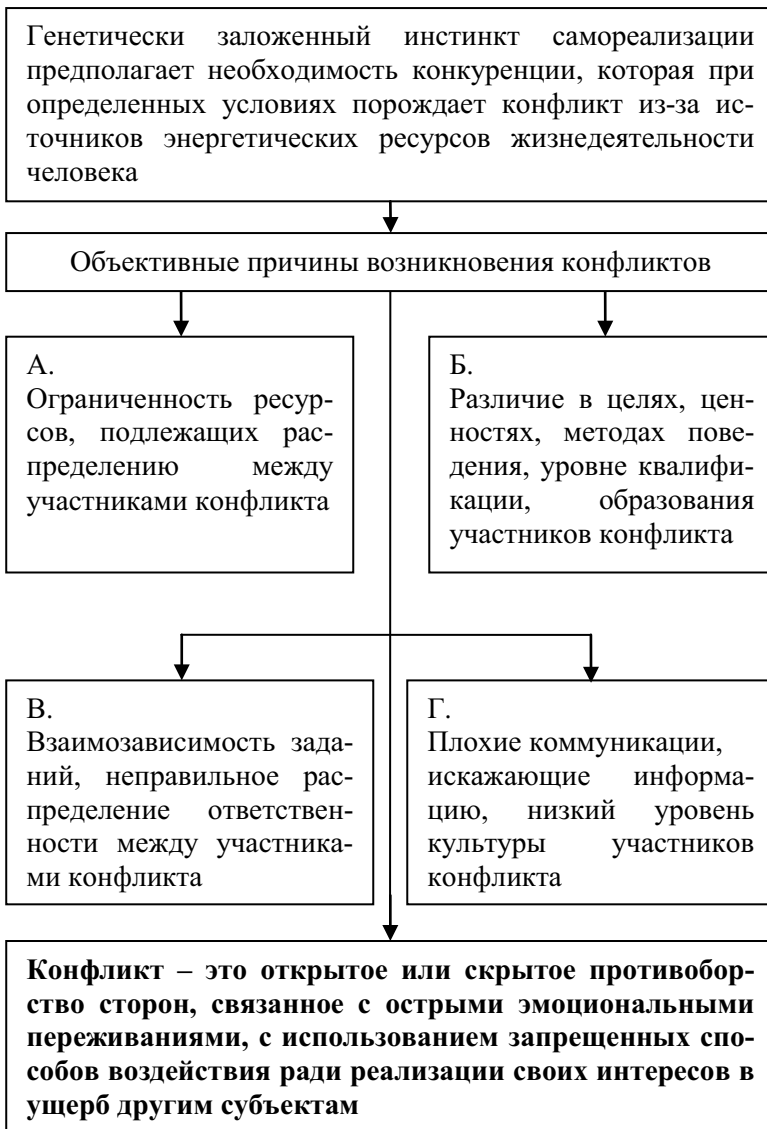 Генетически заложенный инстинкт самореализации
предполагает необходимость конкуренции, которая при
определенных условиях порождает конфликт из-за ис-
точников энергетических ресурсов жизнедеятельности
человека
Объективные причины возникновения конфликтов
А.
Ограниченность ресур-
сов, подлежащих рас-
пределению между
участниками конфликта
Б.
Различие в целях, цен-
ностях, методах пове-
дения, уровне квалифи-
кации, образования
участников конфликта
В.
Взаимозависимость зада-
ний, неправильное рас-
пределение ответствен-
ности между участника-
ми конфликта
Г.
Плохие коммуникации,
искажающие информа-
цию, низкий уровень
культуры участников
конфликта
Конфликт – это открытое или скрытое противобор-
ство сторон, связанное с острыми эмоциональными
переживаниями, с использованием запрещенных спо-
собов воздействия ради реализации своих интересов в
ущерб другим субъектам